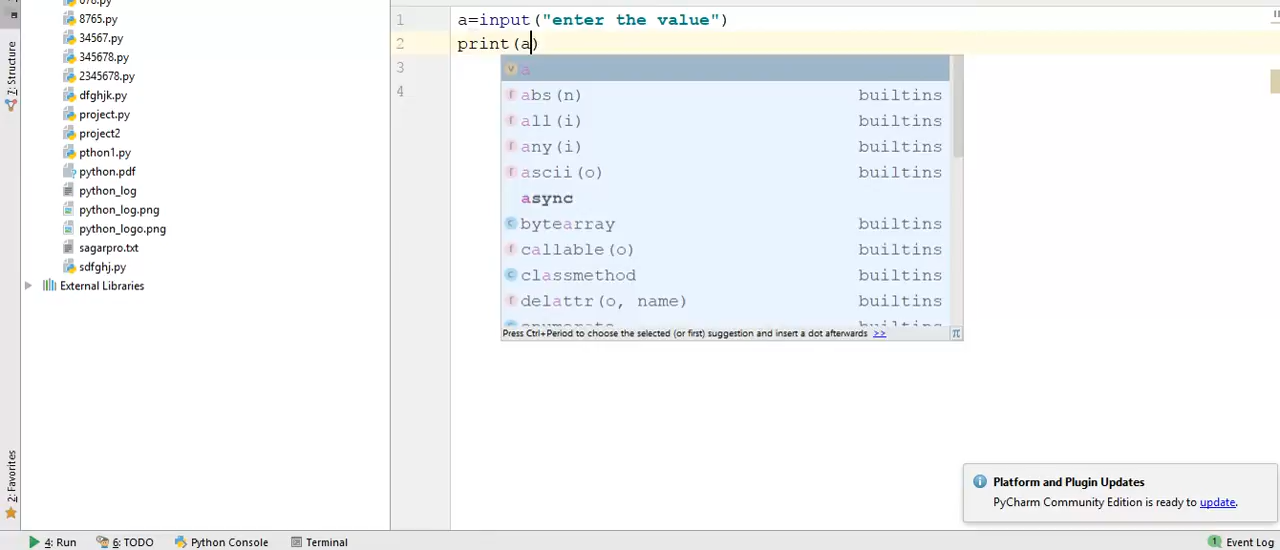 678.py
8765.py
34567.py
345678.py
2345678.py
dfghjk.py
project.py
project2
pthon1.py
python.pdf
python_log
python_log.png
python_logo.png
sagarpro.txt
sdfghj.py
External Libraries
7: Structure
2: Favorites
1 a=input("enter the value")
2 print(a)
3
4
v a
f abs(n) builtins
f all(i) builtins
f any(i) builtins
f ascii(o) builtins
async
c bytearray builtins
f callable(o) builtins
c classmethod builtins
f delattr(o, name) builtins
enumerate builtins
Press Ctrl+Period to choose the selected (or first) suggestion and insert a dot afterwards >> π
Platform and Plugin Updates
PyCharm Community Edition is ready to update.
4: Run 6: TODO Python Console Terminal 1 Event Log